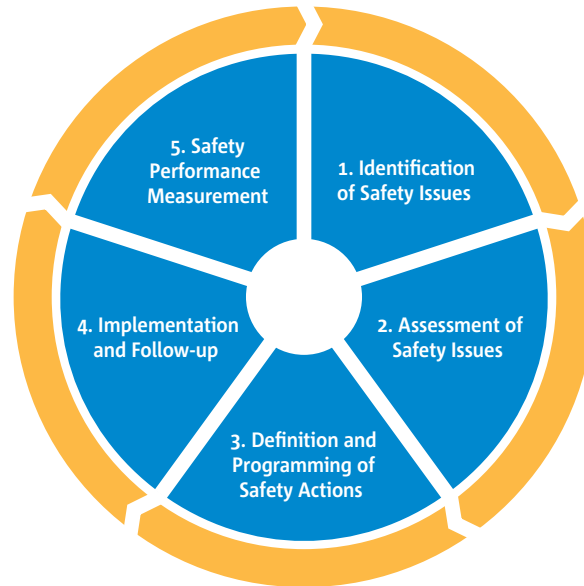 1. Identification
of Safety Issues
2. Assessment of
Safety Issues
3. Definition and
Programming of
Safety Actions
4. Implementation
and Follow-up
5. Safety
Performance
Measurement